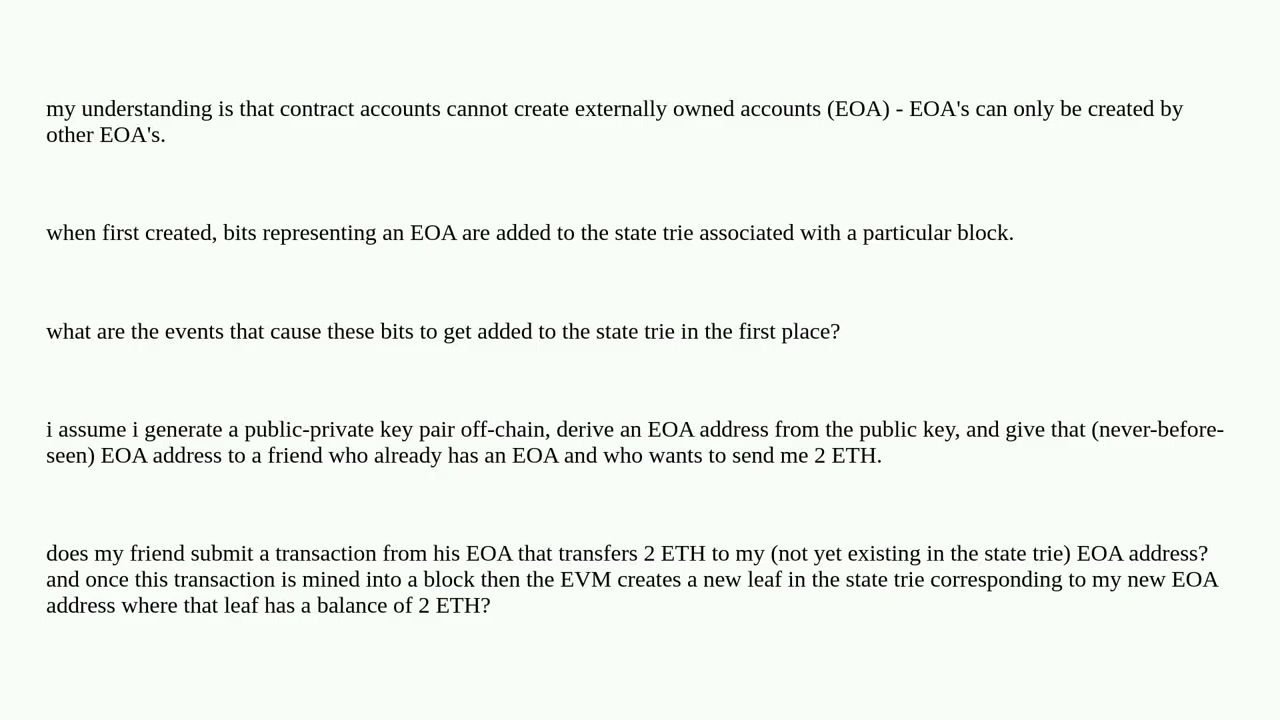 my understanding is that contract accounts cannot create externally owned accounts (EOA) - EOA's can only be created by
other EOA's.
when first created, bits representing an EOA are added to the state trie associated with a particular block.
what are the events that cause these bits to get added to the state trie in the first place?
i assume i generate a public-private key pair off-chain, derive an EOA address from the public key, and give that (never-before-
seen) EOA address to a friend who already has an EOA and who wants to send me 2 ETH.
does my friend submit a transaction from his EOA that transfers 2 ETH to my (not yet existing in the state trie) EOA address?
and once this transaction is mined into a block then the EVM creates a new leaf in the state trie corresponding to my new EOA
address where that leaf has a balance of 2 ETH?